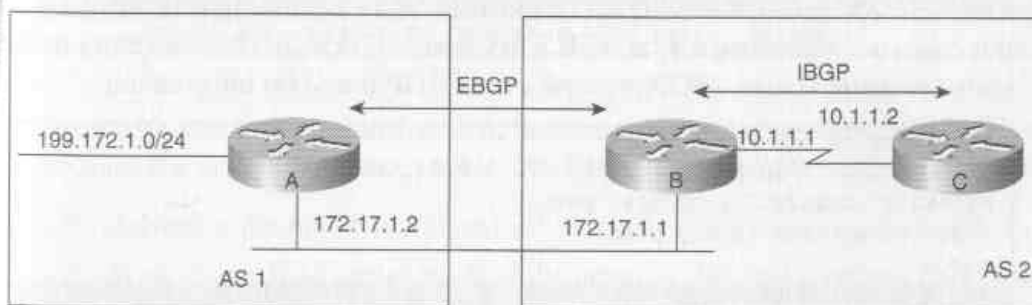 EBGP
IBGP
199.172.1.0/24
A
B
10.1.1.1
10.1.1.2
C
172.17.1.2
172.17.1.1
AS 1
AS 2